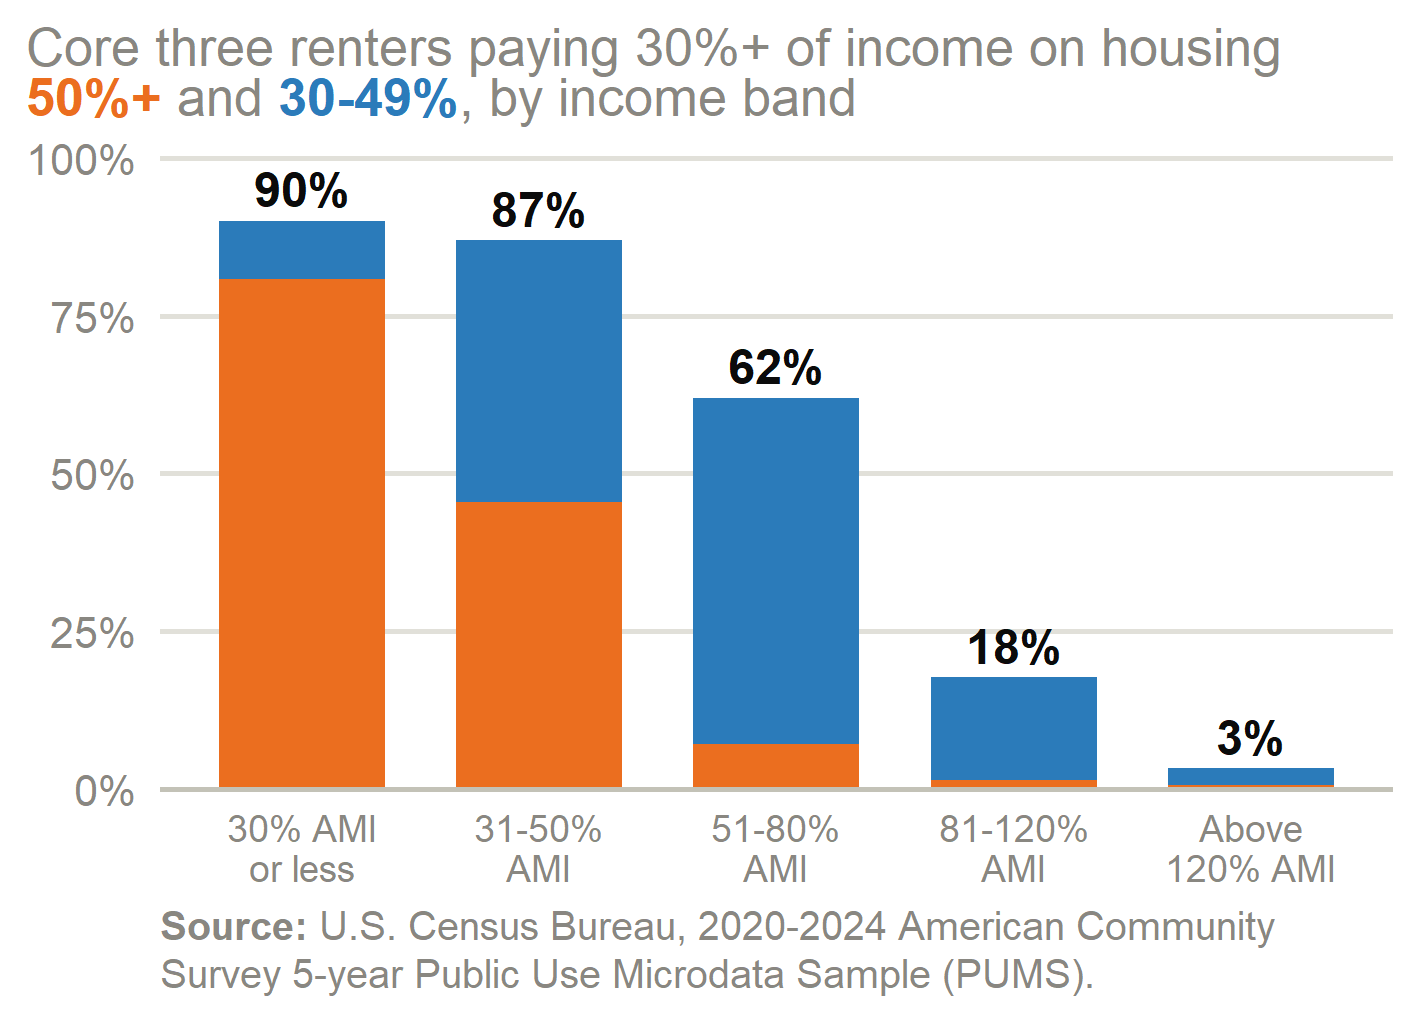 Core three renters paying 30%+ of income on housing
50%+ and 30-49%, by income band
100%
90%
87%
75%
62%
50%
25%
18%
3%
0%
30% AMI
or less
31-50%
AMI
51-80%
AMI
81-120%
AMI
Above
120% AMI
Source: U.S. Census Bureau, 2020-2024 American Community
Survey 5-year Public Use Microdata Sample (PUMS).